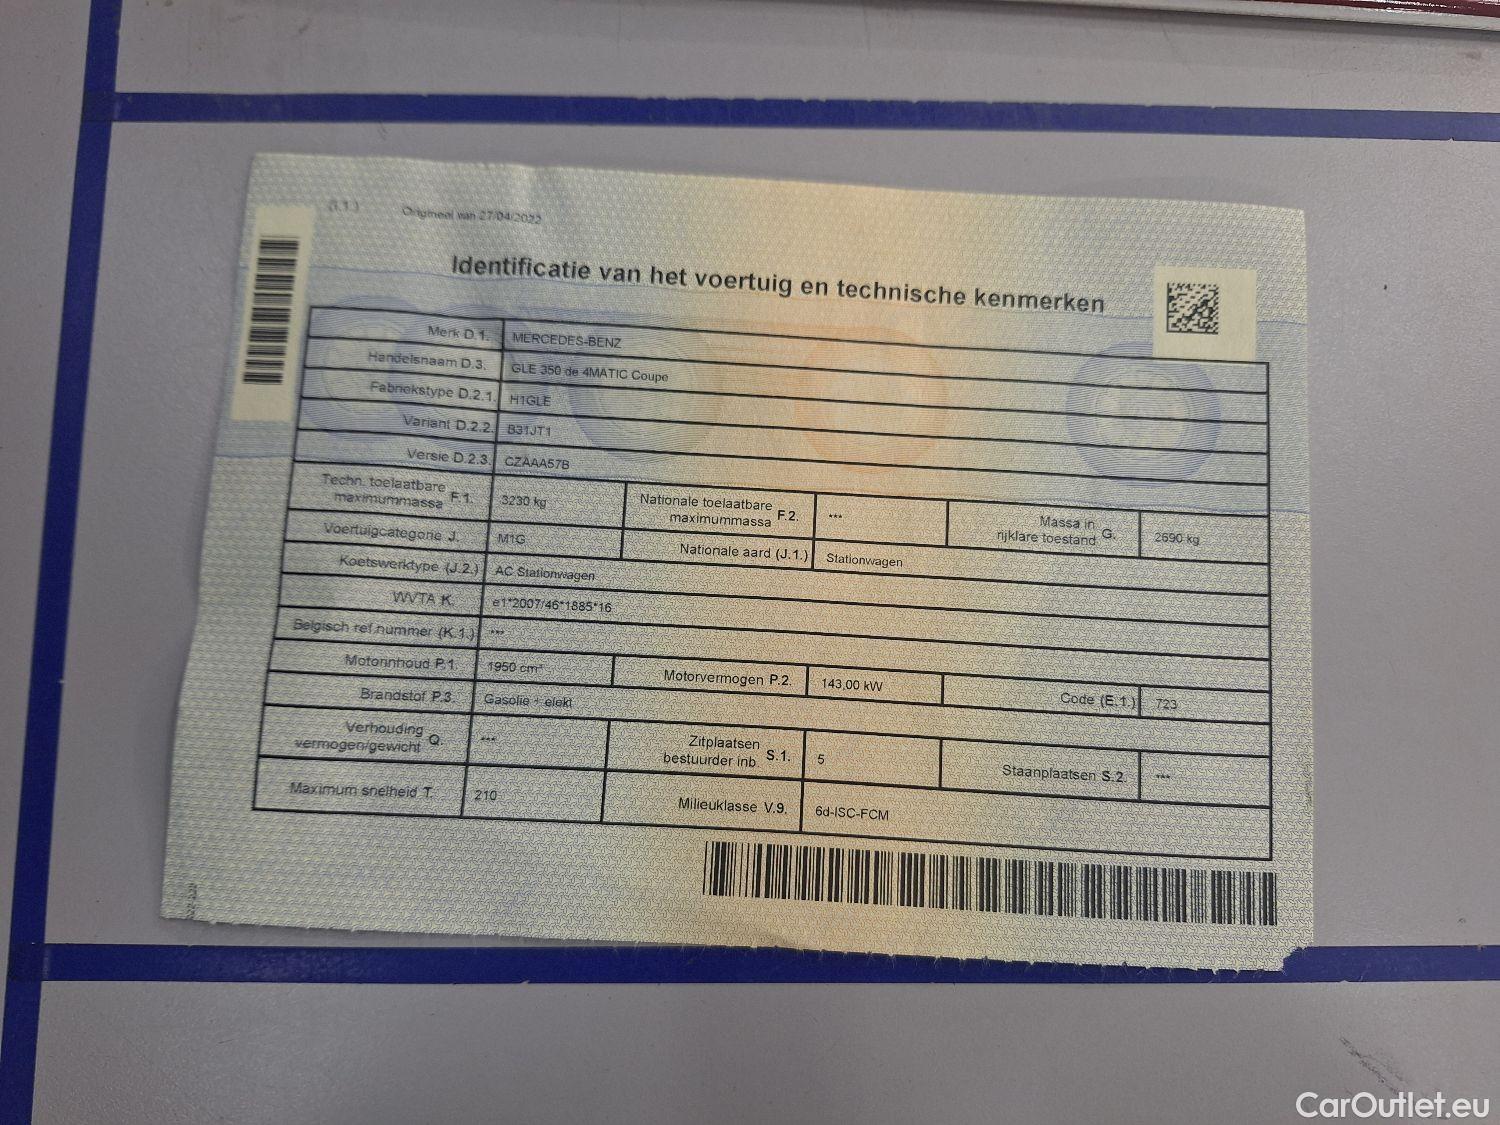 (I.1.) Origineel van 27/04/2022
Identificatie van het voertuig en technische kenmerken
Merk D.1. MERCEDES-BENZ
Handelsnaam D.3. GLE 350 de 4MATIC Coupe
Fabriekstype D.2.1. H1GLE
Variant D.2.2. B31JT1
Versie D.2.3. CZAAA57B
Techn. toelaatbare maximummassa F.1. 3230 kg Nationale toelaatbare maximummassa F.2. *** Massa in rijklare toestand G. 2690 kg
Voertuigcategorie J. M1G Nationale aard (J.1.) Stationwagen
Koetswerktype (J.2.) AC Stationwagen
WVTA K. e1*2007/46*1885*16
Belgisch ref.nummer (K.1.) ***
Motorinhoud P.1. 1950 cm³ Motorvermogen P.2. 143,00 kW Code (E.1.) 723
Brandstof P.3. Gasolie + elekt
Verhouding vermogen/gewicht Q. *** Zitplaatsen bestuurder inb. S.1. 5 Staanplaatsen S.2. ***
Maximum snelheid T. 210 Milieuklasse V.9. 6d-ISC-FCM
CarOutlet.eu